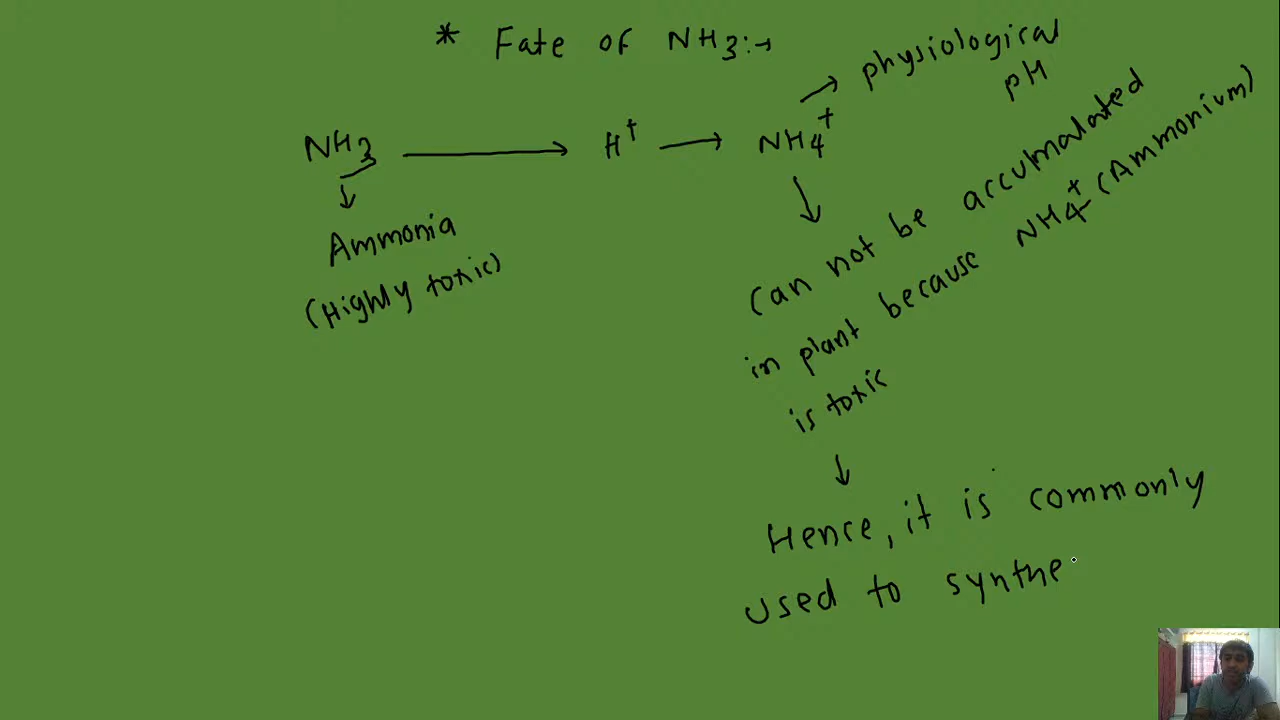 * Fate of NH3:→
NH3 → H+ → NH4+ → physiological
pH
↓
Ammonia
(Highly toxic)
↓
Can not be accumalated
in plant because NH4+ (Ammonium)
is toxic
↓
Hence, it is commonly
used to synthe